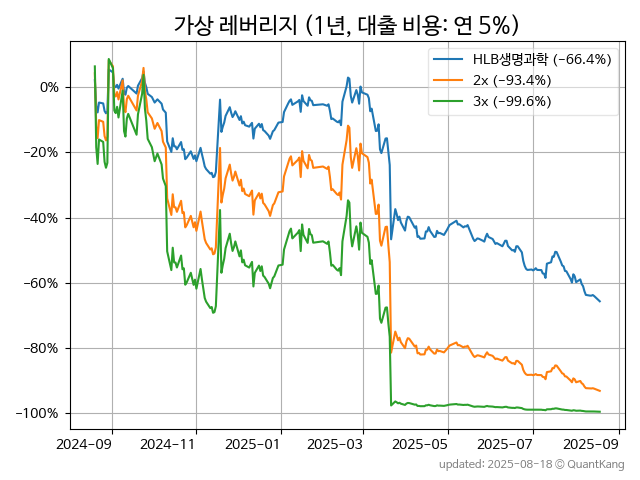 가상 레버리지 (1년, 대출 비용: 연 5%)
HLB생명과학 (−66.4%)
2x (−93.4%)
3x (−99.6%)
0%
−20%
−40%
−60%
−80%
−100%
2024-09 2024-11 2025-01 2025-03 2025-05 2025-07 2025-09
updated: 2025-08-18 © QuantKang